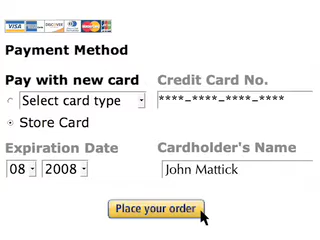 VISA
Payment Method
Pay with new card
Credit Card No.
Select card type
****-****-****-****
Store Card
Expiration Date
Cardholder's Name
08 2008
John Mattick
Place your order